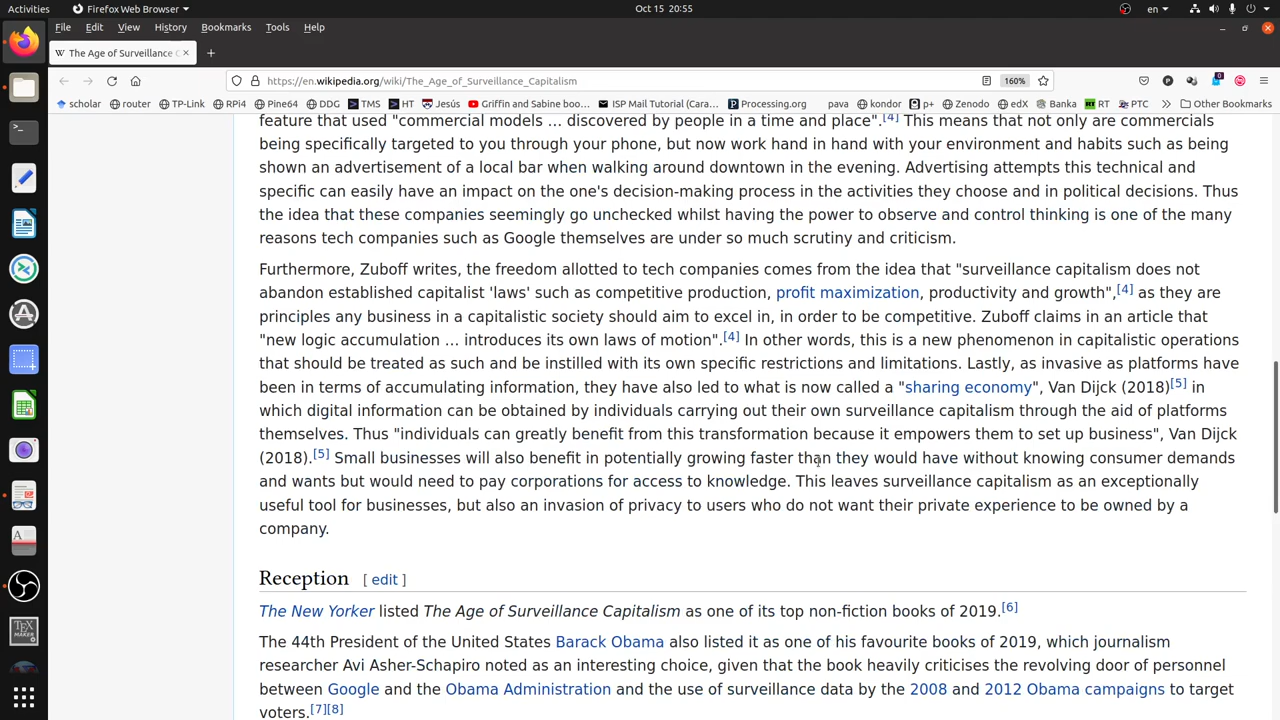 Activities
Firefox Web Browser
Oct 15 20:55
en
File Edit View History Bookmarks Tools Help
W The Age of Surveillance C
https://en.wikipedia.org/wiki/The_Age_of_Surveillance_Capitalism
160%
scholar router TP-Link RPi4 Pine64 DDG TMS HT Jesús Griffin and Sabine boo... ISP Mail Tutorial (Cara... Processing.org pava kondor p+ Zenodo edX Banka RT PTC Other Bookmarks
feature that used "commercial models … discovered by people in a time and place".[4] This means that not only are commercials
being specifically targeted to you through your phone, but now work hand in hand with your environment and habits such as being
shown an advertisement of a local bar when walking around downtown in the evening. Advertising attempts this technical and
specific can easily have an impact on the one's decision-making process in the activities they choose and in political decisions. Thus
the idea that these companies seemingly go unchecked whilst having the power to observe and control thinking is one of the many
reasons tech companies such as Google themselves are under so much scrutiny and criticism.
Furthermore, Zuboff writes, the freedom allotted to tech companies comes from the idea that "surveillance capitalism does not
abandon established capitalist 'laws' such as competitive production, profit maximization, productivity and growth",[4] as they are
principles any business in a capitalistic society should aim to excel in, in order to be competitive. Zuboff claims in an article that
"new logic accumulation … introduces its own laws of motion".[4] In other words, this is a new phenomenon in capitalistic operations
that should be treated as such and be instilled with its own specific restrictions and limitations. Lastly, as invasive as platforms have
been in terms of accumulating information, they have also led to what is now called a "sharing economy", Van Dijck (2018)[5] in
which digital information can be obtained by individuals carrying out their own surveillance capitalism through the aid of platforms
themselves. Thus "individuals can greatly benefit from this transformation because it empowers them to set up business", Van Dijck
(2018).[5] Small businesses will also benefit in potentially growing faster than they would have without knowing consumer demands
and wants but would need to pay corporations for access to knowledge. This leaves surveillance capitalism as an exceptionally
useful tool for businesses, but also an invasion of privacy to users who do not want their private experience to be owned by a
company.
Reception [ edit ]
The New Yorker listed The Age of Surveillance Capitalism as one of its top non-fiction books of 2019.[6]
The 44th President of the United States Barack Obama also listed it as one of his favourite books of 2019, which journalism
researcher Avi Asher-Schapiro noted as an interesting choice, given that the book heavily criticises the revolving door of personnel
between Google and the Obama Administration and the use of surveillance data by the 2008 and 2012 Obama campaigns to target
voters.[7][8]